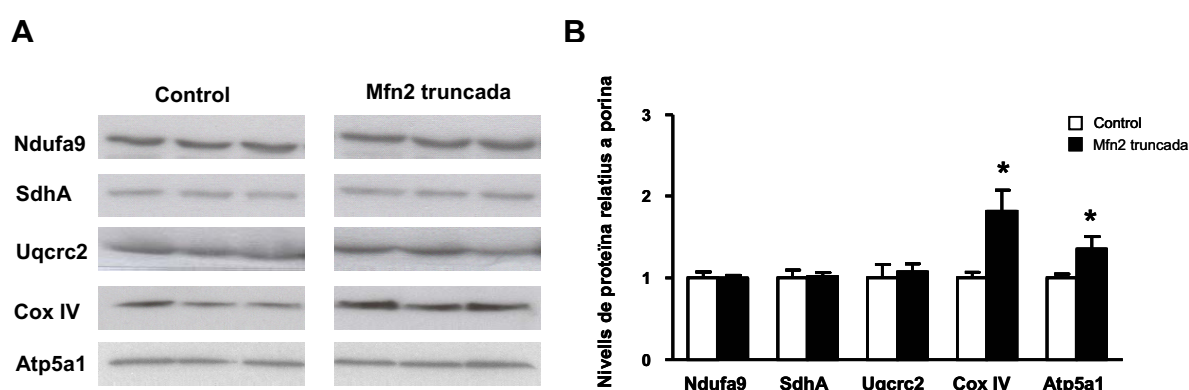 A
Control
Mfn2 truncada
Ndufa9
SdhA
Uqcrc2
Cox IV
Atp5a1
B
Nivells de proteïna relatius a porina
3
2
1
0
Control
Mfn2 truncada
*
*
Ndufa9
SdhA
Uqcrc2
Cox IV
Atp5a1